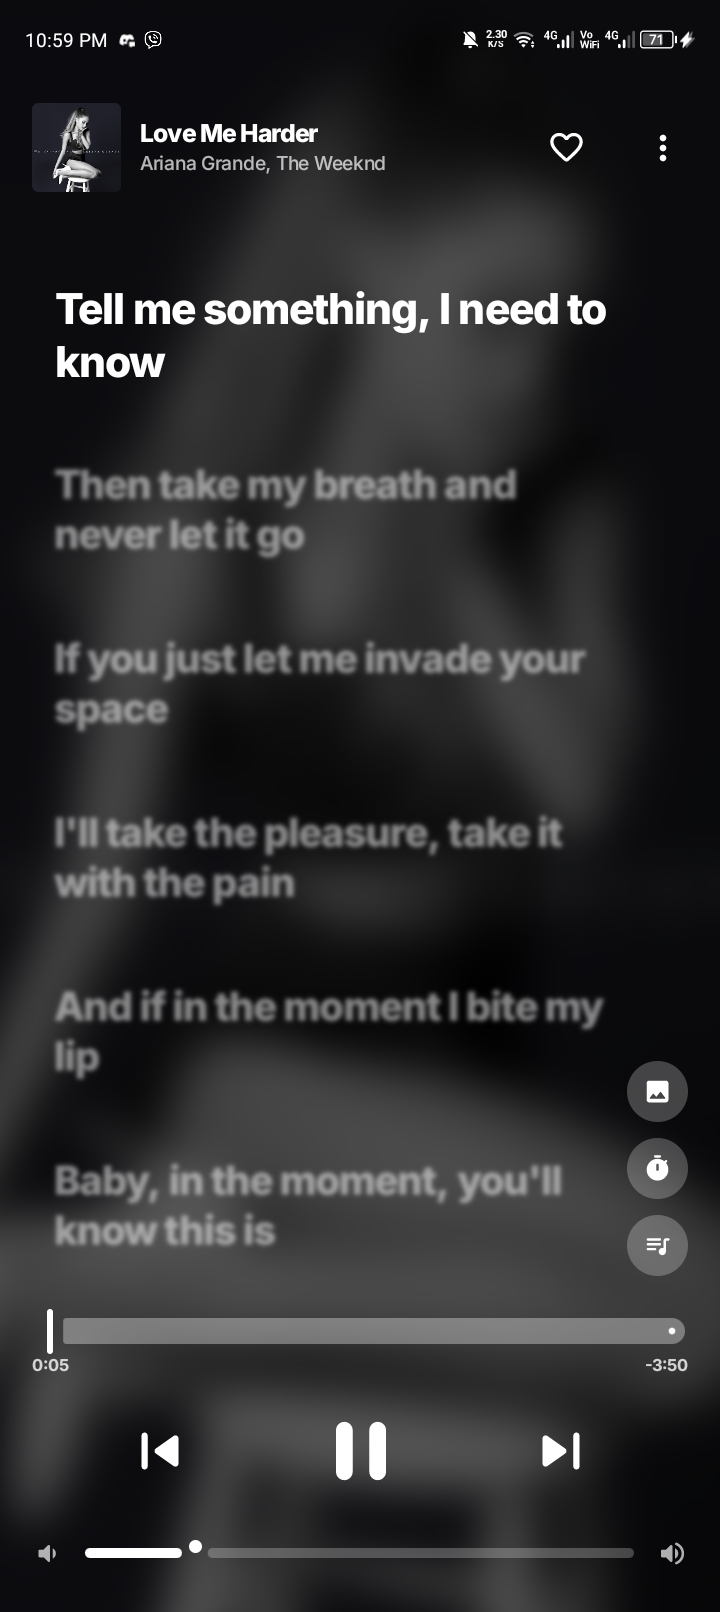 10:59 PM
2.30
K/S
4G
Vo
WiFi
4G
71
Love Me Harder
Ariana Grande, The Weeknd
Tell me something, I need to
know
Then take my breath and
never let it go
If you just let me invade your
space
I'll take the pleasure, take it
with the pain
And if in the moment I bite my
lip
Baby, in the moment, you'll
know this is
0:05
-3:50